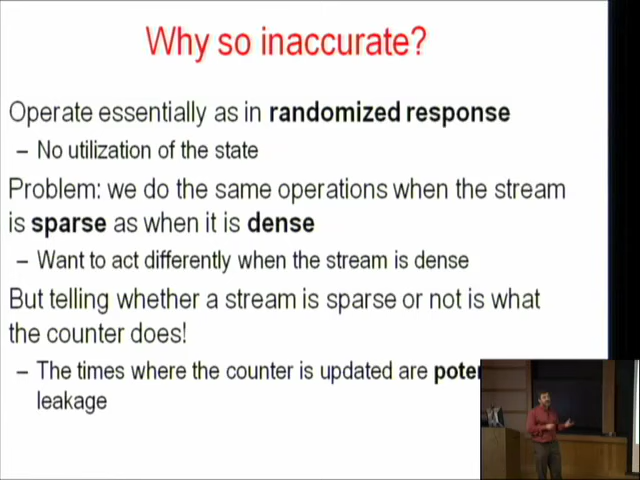 Why so inaccurate?
Operate essentially as in randomized response
– No utilization of the state
Problem: we do the same operations when the stream
is sparse as when it is dense
– Want to act differently when the stream is dense
But telling whether a stream is sparse or not is what
the counter does!
– The times where the counter is updated are
leakage